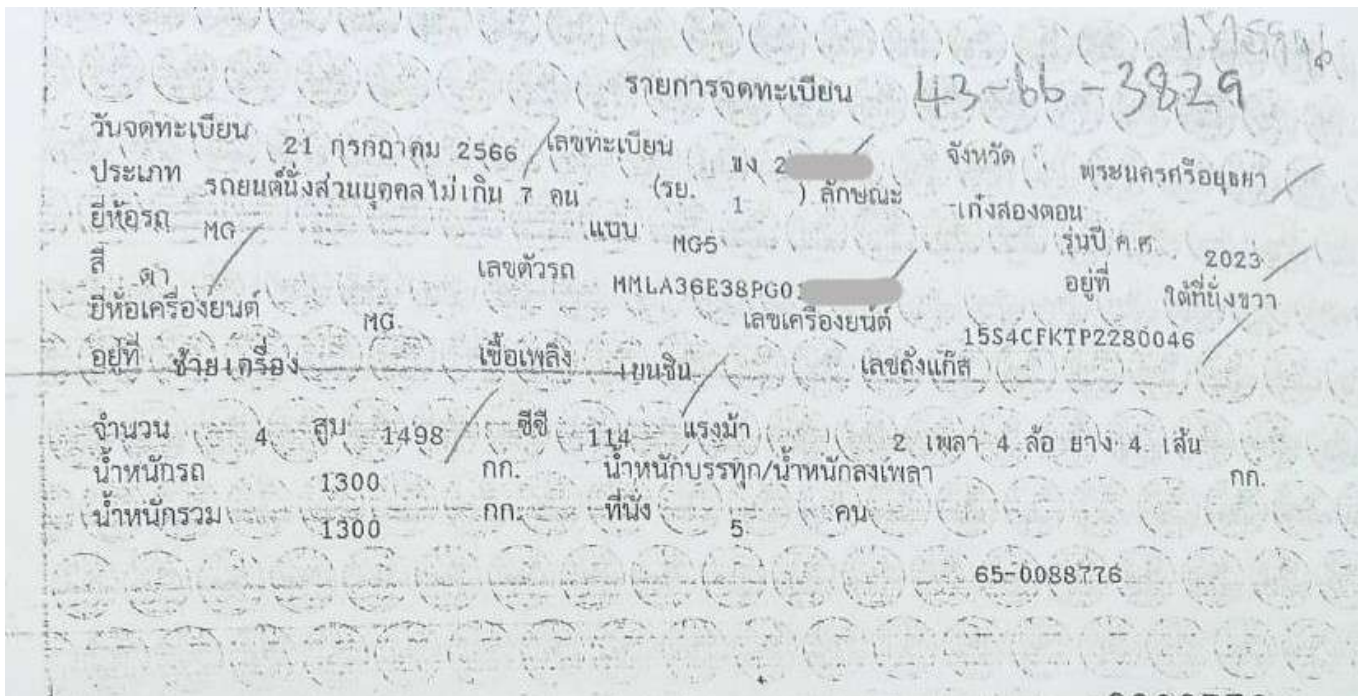 รายการจดทะเบียน 43-66-3829
วันจดทะเบียน 21 กรกฎาคม 2566 เลขทะเบียน ขง 2 จังหวัด พระนครศรีอยุธยา
ประเภท รถยนต์นั่งส่วนบุคคลไม่เกิน 7 คน (รย. 1 ) ลักษณะ เก๋งสองตอน
ยี่ห้อรถ MG แบบ MG5 รุ่นปี ค.ศ. 2023
สี ดำ เลขตัวรถ MMLA36E38PG0 อยู่ที่ ใต้ที่นั่งขวา
ยี่ห้อเครื่องยนต์ MG เลขเครื่องยนต์ 15S4CFKTP2280046
อยู่ที่ ซ้ายเครื่อง เชื้อเพลิง เบนซิน เลขถังแก๊ส
จำนวน 4 สูบ 1498 ซีซี 114 แรงม้า 2 เพลา 4 ล้อ ยาง 4 เส้น
น้ำหนักรถ 1300 กก. น้ำหนักบรรทุก/น้ำหนักลงเพลา กก.
น้ำหนักรวม 1300 กก. ที่นั่ง 5 คน
65-0088776